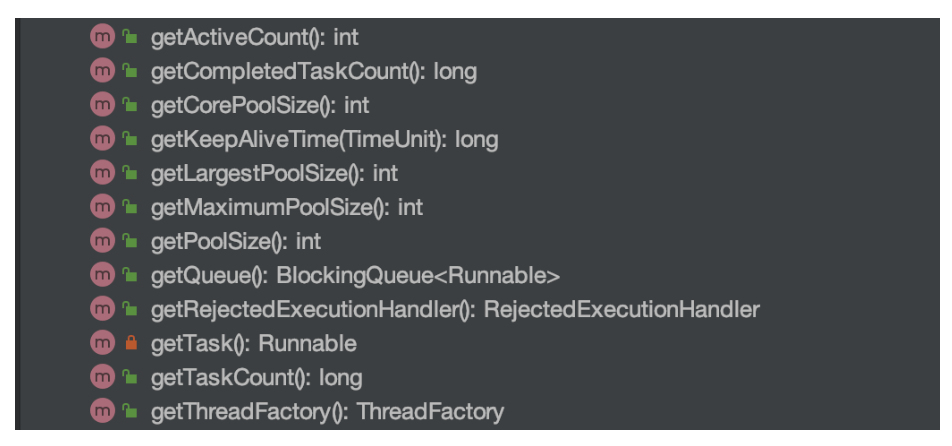 getActiveCount(): int
getCompletedTaskCount(): long
getCorePoolSize(): int
getKeepAliveTime(TimeUnit): long
getLargestPoolSize(): int
getMaximumPoolSize(): int
getPoolSize(): int
getQueue(): BlockingQueue<Runnable>
getRejectedExecutionHandler(): RejectedExecutionHandler
getTask(): Runnable
getTaskCount(): long
getThreadFactory(): ThreadFactory